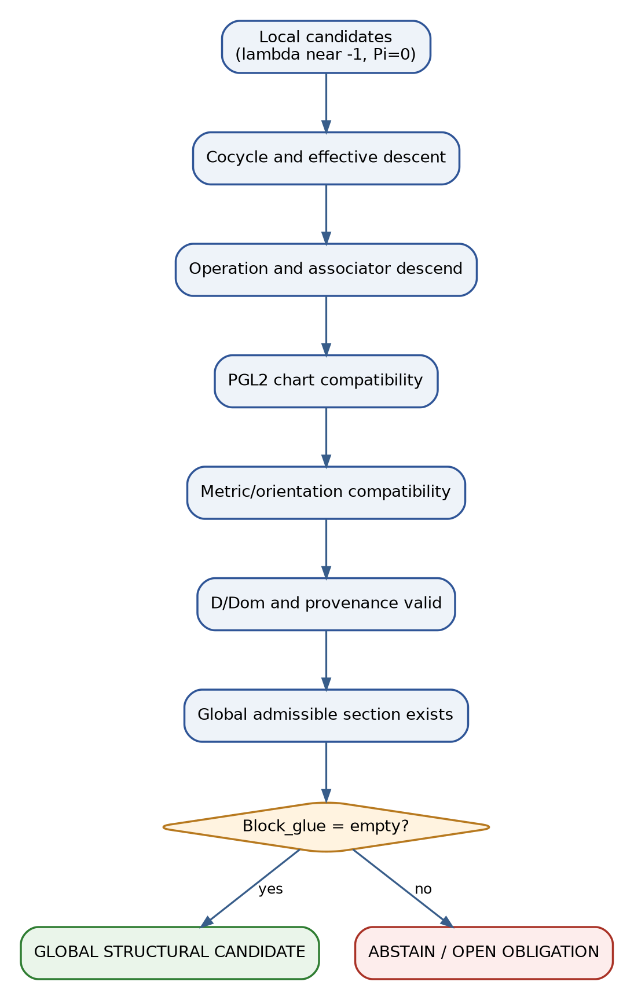 Local candidates
(lambda near -1, Pi=0)
Cocycle and effective descent
Operation and associator descend
PGL2 chart compatibility
Metric/orientation compatibility
D/Dom and provenance valid
Global admissible section exists
Block_glue = empty?
yes
no
GLOBAL STRUCTURAL CANDIDATE
ABSTAIN / OPEN OBLIGATION